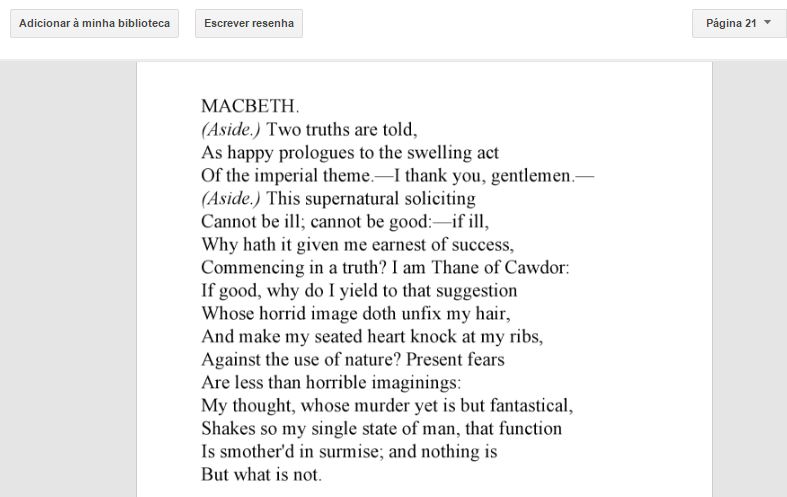 Adicionar à minha biblioteca Escrever resenha Página 21
MACBETH.
(Aside.) Two truths are told,
As happy prologues to the swelling act
Of the imperial theme.—I thank you, gentlemen.—
(Aside.) This supernatural soliciting
Cannot be ill; cannot be good:—if ill,
Why hath it given me earnest of success,
Commencing in a truth? I am Thane of Cawdor:
If good, why do I yield to that suggestion
Whose horrid image doth unfix my hair,
And make my seated heart knock at my ribs,
Against the use of nature? Present fears
Are less than horrible imaginings:
My thought, whose murder yet is but fantastical,
Shakes so my single state of man, that function
Is smother'd in surmise; and nothing is
But what is not.